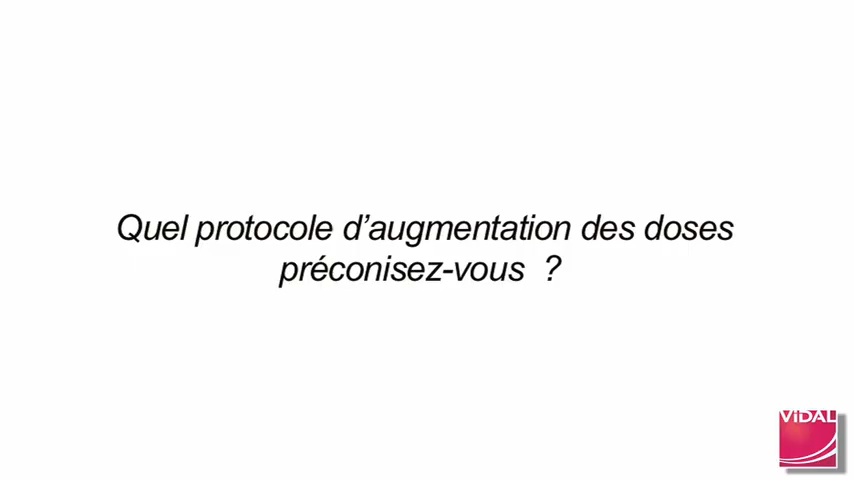 Quel protocole d’augmentation des doses
préconisez-vous  ?
ViDAL